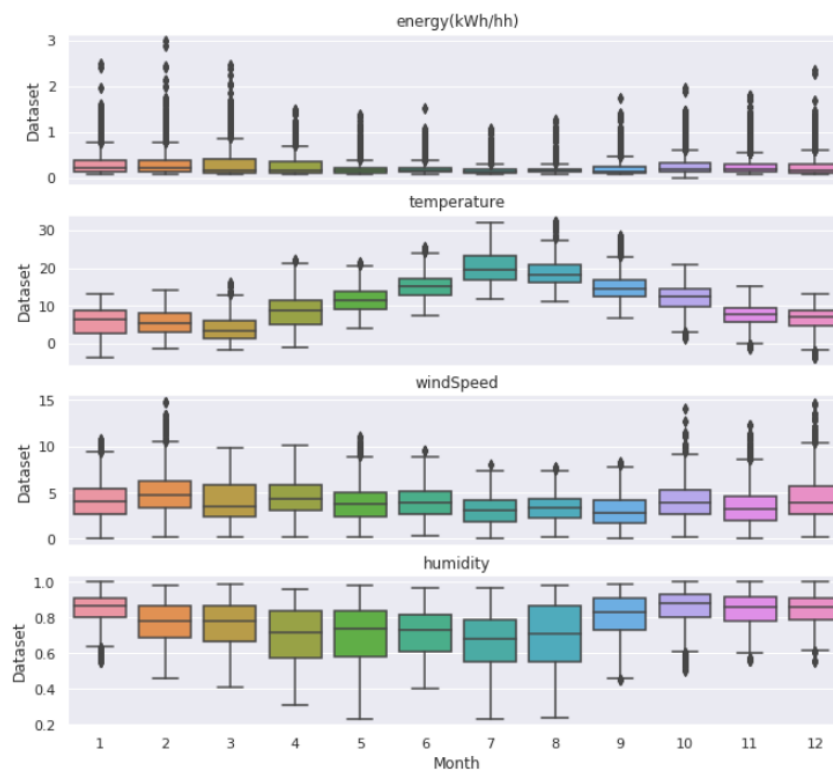 energy(kWh/hh)
3
2
1
0
Dataset
temperature
30
20
10
0
Dataset
windSpeed
15
10
5
0
Dataset
humidity
1.0
0.8
0.6
0.4
0.2
Dataset
1 2 3 4 5 6 7 8 9 10 11 12
Month